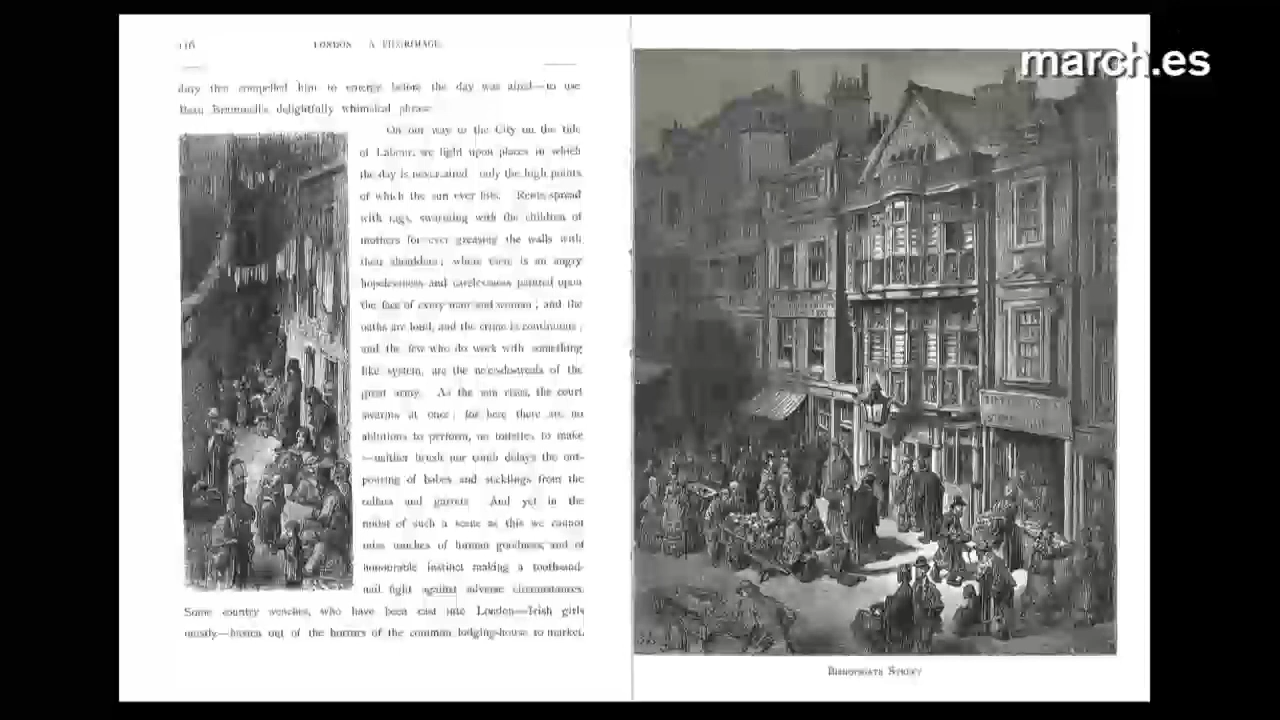 116
LONDON A PILGRIMAGE.
duty then compelled him to emerge before the day was aired—to use
Beau Brummell's delightfully whimsical phrase
On our way to the City on the tide
of Labour, we light upon places in which
the day is never aired only the high points
of which the sun ever hits. Rents spread
with rags, swarming with the children of
mothers for ever greasing the walls with
their shoulders; where there is an angry
hopelessness and carelessness painted upon
the face of every man and woman; and the
oaths are loud, and the crime is continuous;
and the few who do work with something
like system, are the ne'er-do-weels of the
great army. As the sun rises, the court
swarms at once; for here there are no
ablutions to perform, no toilettes to make
—neither brush nor comb delays the out-
pouring of babes and sucklings from the
cellars and garrets. And yet in the
midst of such a scene as this we cannot
miss touches of human goodness, and of
honourable instinct making a tooth-and-
nail fight against adverse circumstances.
Some country wenches, who have been cast into London—Irish girls
mostly—hasten out of the horrors of the common lodging-house to market,
march.es
BISHOPSGATE STREET